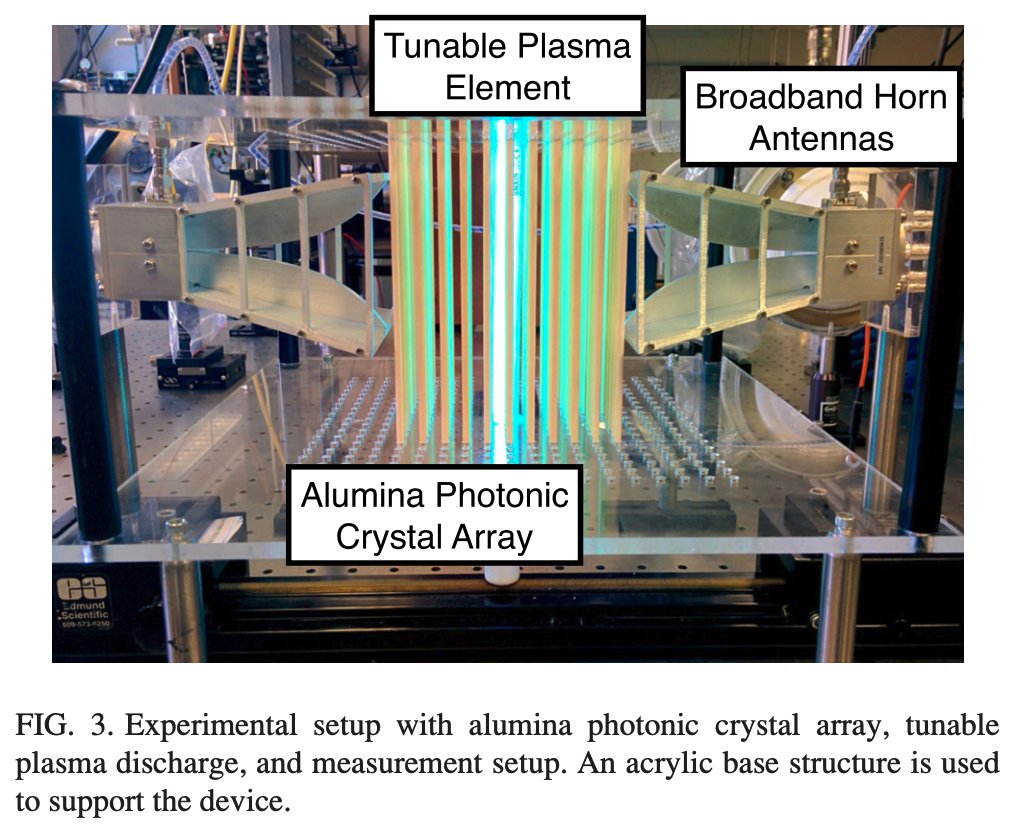 Tunable Plasma
Element
Broadband Horn
Antennas
Alumina Photonic
Crystal Array
Edmund
Scientific
609-573-6250
FIG. 3. Experimental setup with alumina photonic crystal array, tunable
plasma discharge, and measurement setup. An acrylic base structure is used
to support the device.